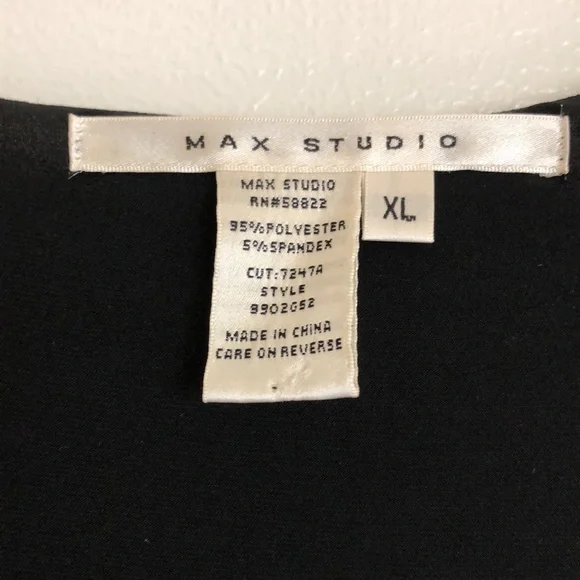 MAX STUDIO
MAX STUDIO
RN#58822
95%POLYESTER
5%SPANDEX
CUT:7247A
STYLE
9902G52
MADE IN CHINA
CARE ON REVERSE
XL